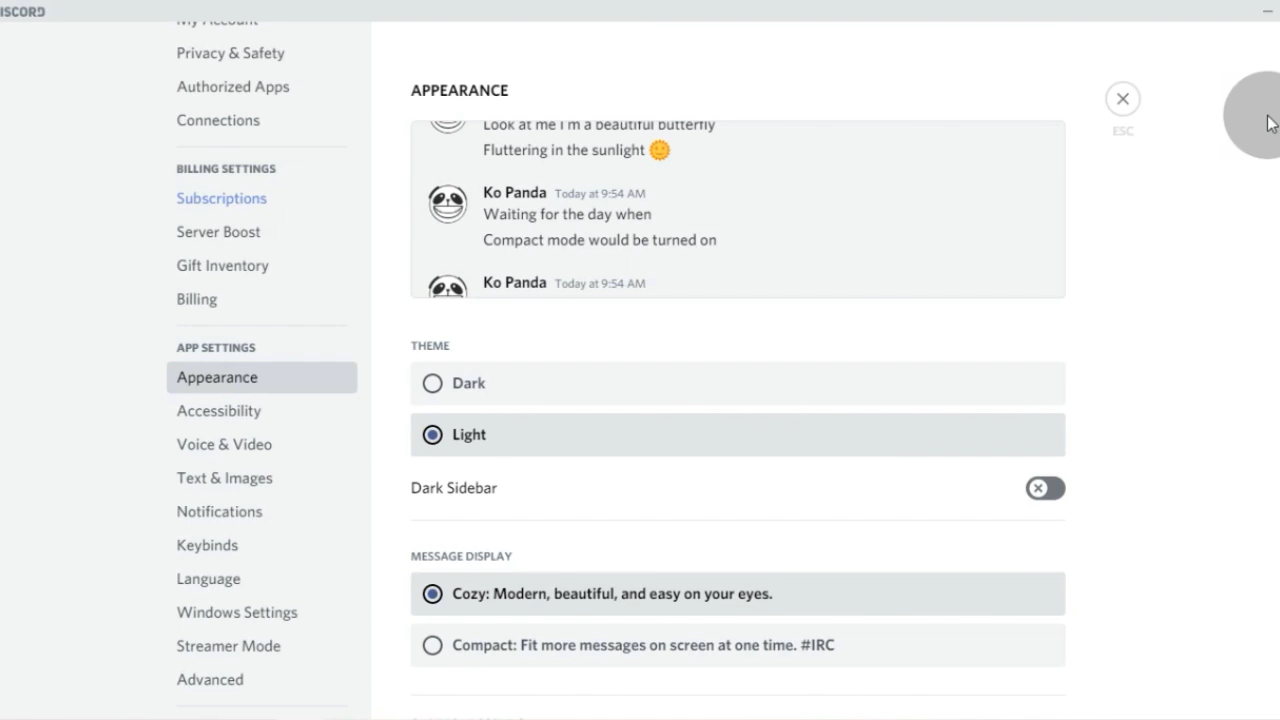 ISCORD
My Account
Privacy & Safety
Authorized Apps
Connections
BILLING SETTINGS
Subscriptions
Server Boost
Gift Inventory
Billing
APP SETTINGS
Appearance
Accessibility
Voice & Video
Text & Images
Notifications
Keybinds
Language
Windows Settings
Streamer Mode
Advanced
APPEARANCE
Look at me I'm a beautiful butterfly
Fluttering in the sunlight 🌞
Ko Panda Today at 9:54 AM
Waiting for the day when
Compact mode would be turned on
Ko Panda Today at 9:54 AM
THEME
Dark
Light
Dark Sidebar
MESSAGE DISPLAY
Cozy: Modern, beautiful, and easy on your eyes.
Compact: Fit more messages on screen at one time. #IRC
ESC